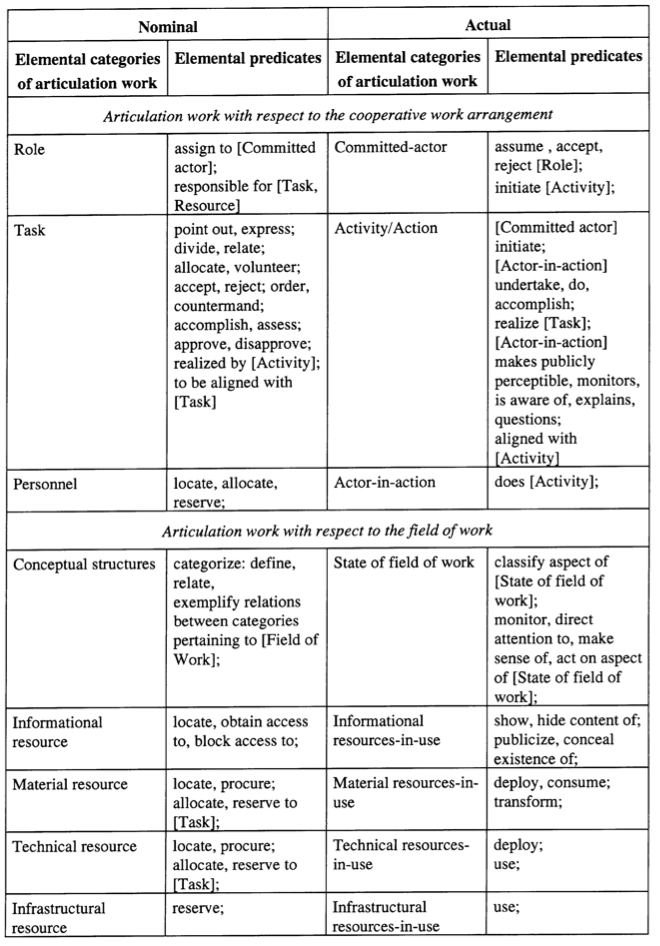 Nominal
Actual
Elemental categories
of articulation work
Elemental predicates
Elemental categories
of articulation work
Elemental predicates
Articulation work with respect to the cooperative work arrangement
Role
assign to [Committed
actor];
responsible for [Task,
Resource]
Committed-actor
assume , accept,
reject [Role];
initiate [Activity];
Task
point out, express;
divide, relate;
allocate, volunteer;
accept, reject; order,
countermand;
accomplish, assess;
approve, disapprove;
realized by [Activity];
to be aligned with
[Task]
Activity/Action
[Committed actor]
initiate;
[Actor-in-action]
undertake, do,
accomplish;
realize [Task];
[Actor-in-action]
makes publicly
perceptible, monitors,
is aware of, explains,
questions;
aligned with
[Activity]
Personnel
locate, allocate,
reserve;
Actor-in-action
does [Activity];
Articulation work with respect to the field of work
Conceptual structures
categorize: define,
relate,
exemplify relations
between categories
pertaining to [Field of
Work];
State of field of work
classify aspect of
[State of field of
work];
monitor, direct
attention to, make
sense of, act on aspect
of [State of field of
work];
Informational
resource
locate, obtain access
to, block access to;
Informational
resources-in-use
show, hide content of;
publicize, conceal
existence of;
Material resource
locate, procure;
allocate, reserve to
[Task];
Material resources-in-
use
deploy, consume;
transform;
Technical resource
locate, procure;
allocate, reserve to
[Task];
Technical resources-
in-use
deploy;
use;
Infrastructural
resource
reserve;
Infrastructural
resources-in-use
use;